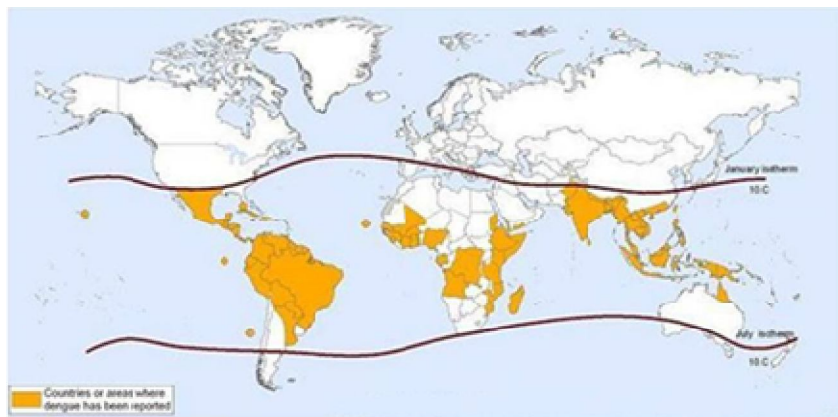 January isotherm
10.C
July isotherm
10.C
Countries or areas where
dengue has been reported